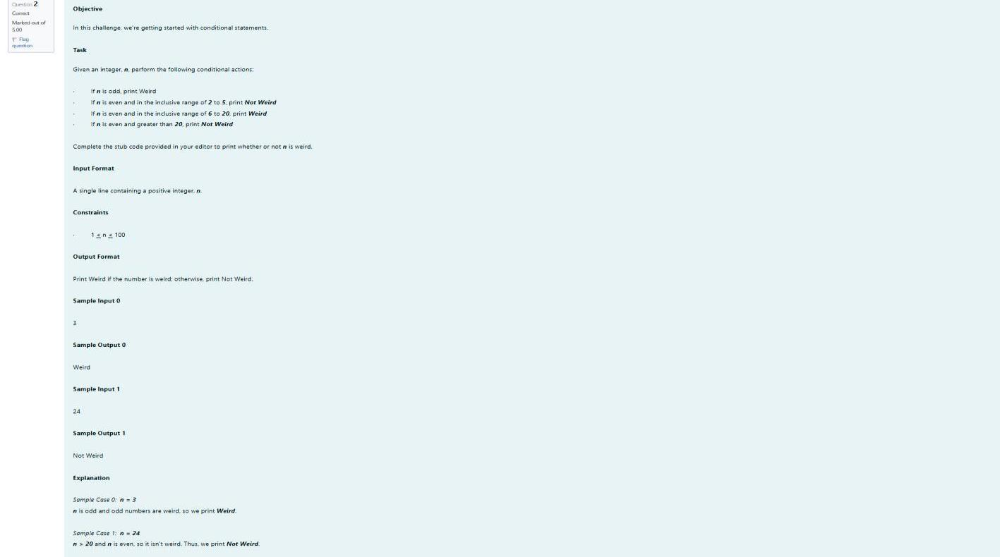 Question 2
Correct
Marked out of
5.00
Flag
question
Objective
In this challenge, we're getting started with conditional statements.
Task
Given an integer, n, perform the following conditional actions:
· If n is odd, print Weird
· If n is even and in the inclusive range of 2 to 5, print Not Weird
· If n is even and in the inclusive range of 6 to 20, print Weird
· If n is even and greater than 20, print Not Weird
Complete the stub code provided in your editor to print whether or not n is weird.
Input Format
A single line containing a positive integer, n.
Constraints
· 1 ≤ n ≤ 100
Output Format
Print Weird if the number is weird; otherwise, print Not Weird.
Sample Input 0
3
Sample Output 0
Weird
Sample Input 1
24
Sample Output 1
Not Weird
Explanation
Sample Case 0: n = 3
n is odd and odd numbers are weird, so we print Weird.
Sample Case 1: n = 24
n > 20 and n is even, so it isn't weird. Thus, we print Not Weird.